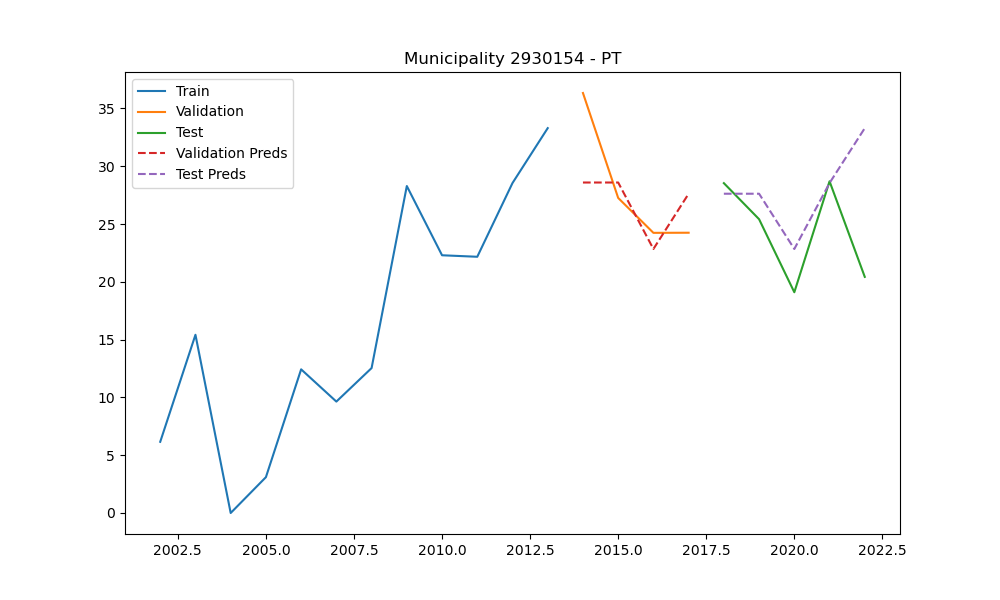 Municipality 2930154 - PT
Train
Validation
Test
Validation Preds
Test Preds
35
30
25
20
15
10
5
0
2002.5 2005.0 2007.5 2010.0 2012.5 2015.0 2017.5 2020.0 2022.5